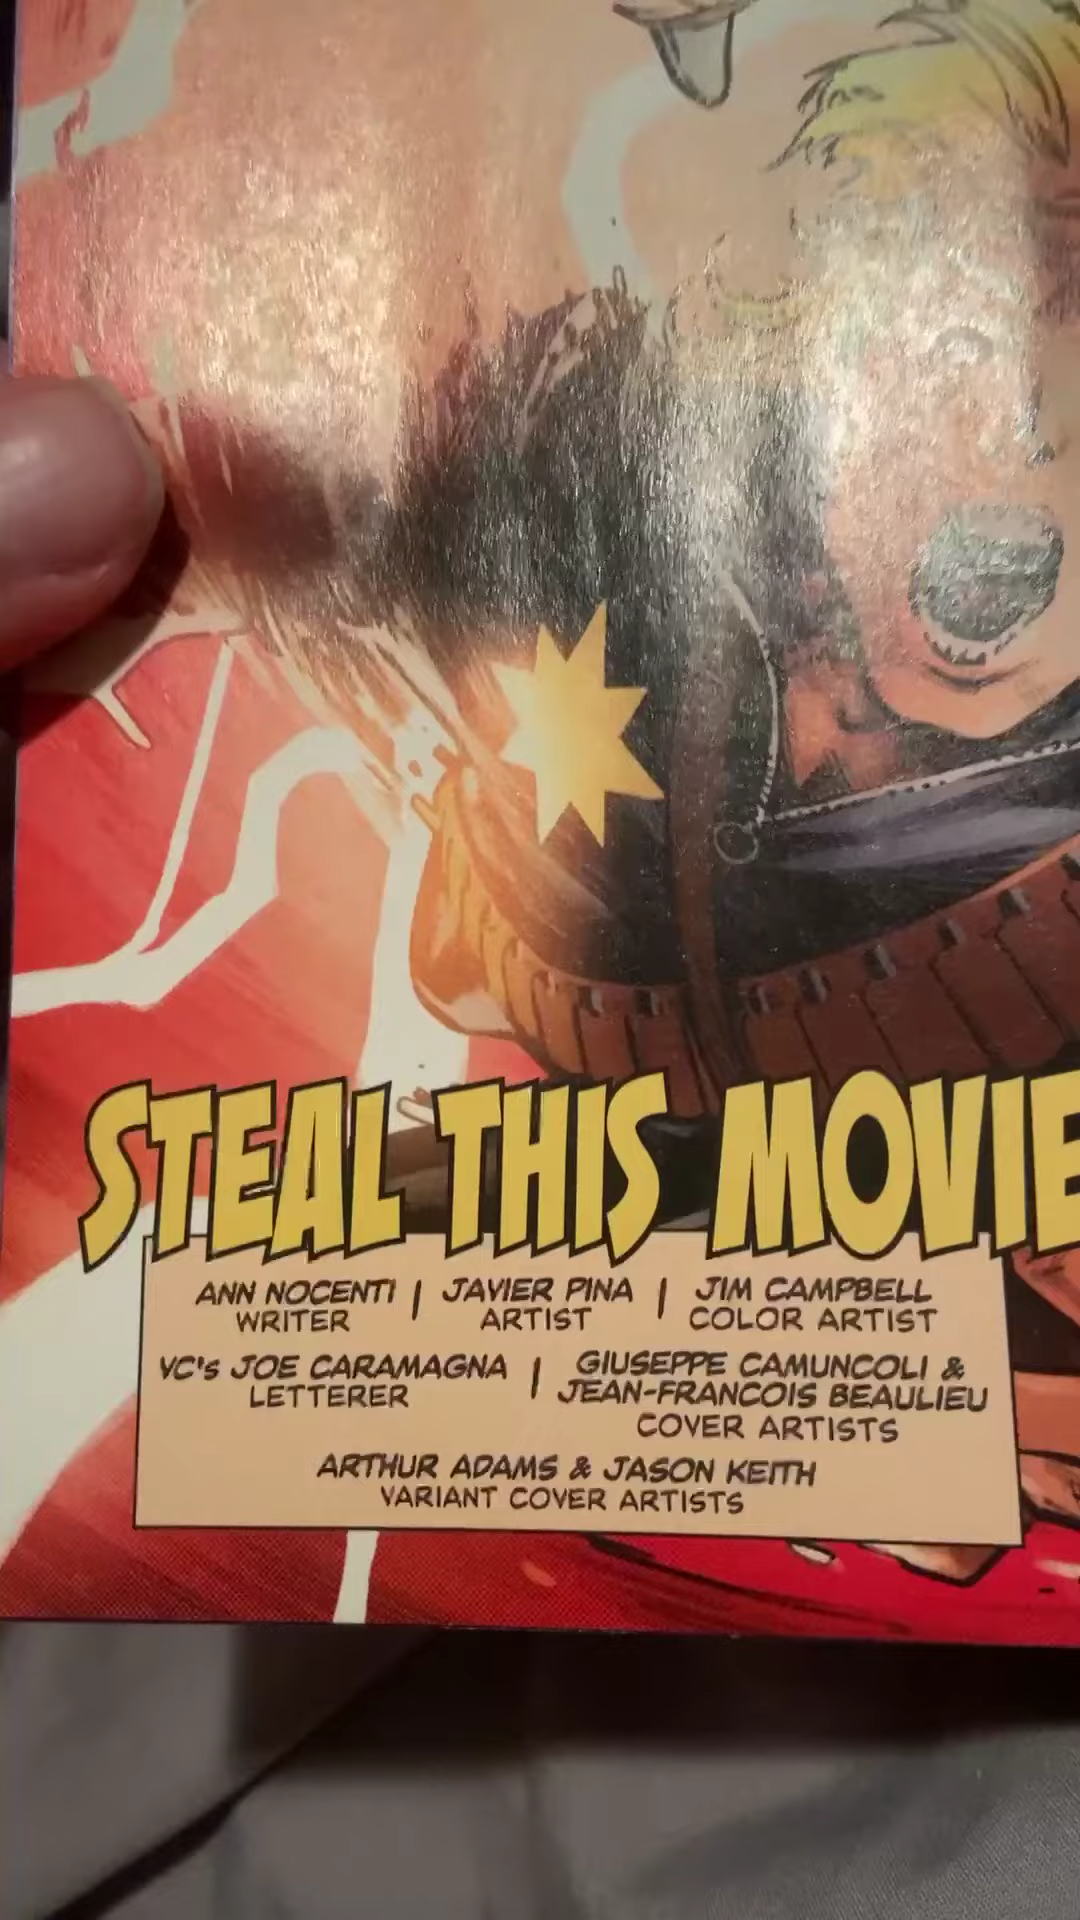 STEAL THIS MOVIE
ANN NOCENTI | JAVIER PINA | JIM CAMPBELL
WRITER ARTIST COLOR ARTIST
VC's JOE CARAMAGNA | GIUSEPPE CAMUNCOLI &
LETTERER JEAN-FRANCOIS BEAULIEU
COVER ARTISTS
ARTHUR ADAMS & JASON KEITH
VARIANT COVER ARTISTS